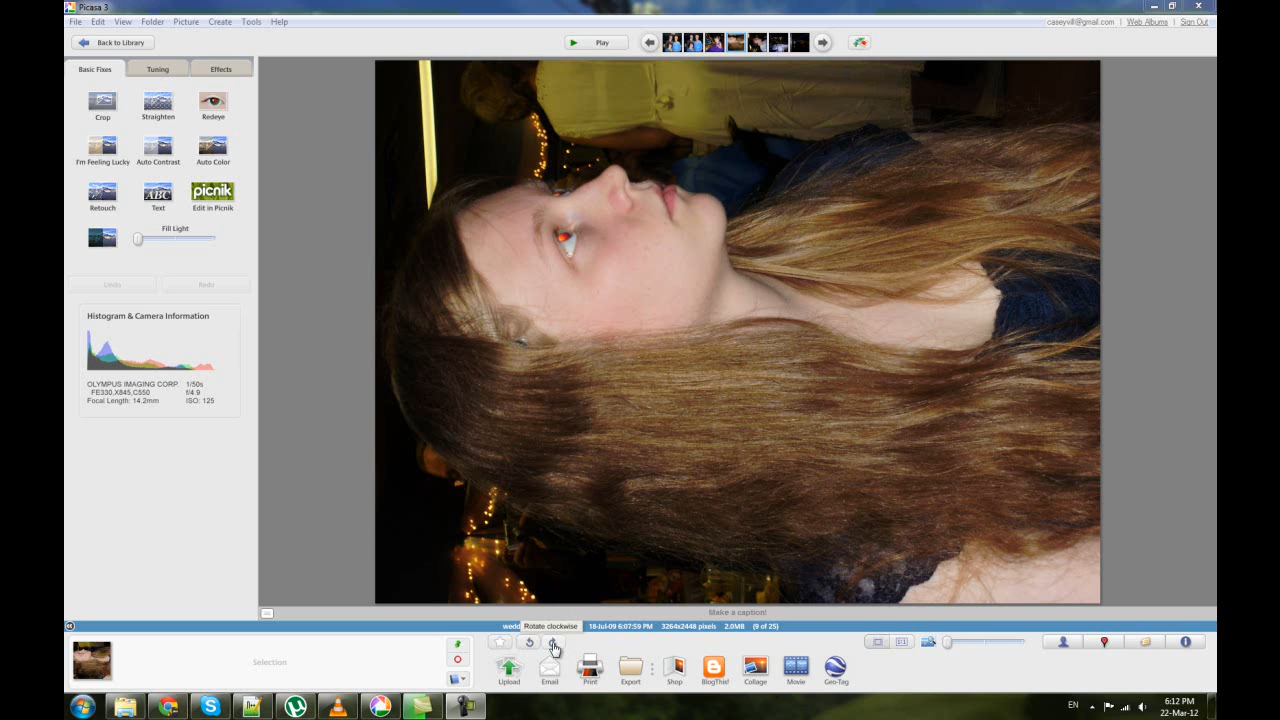 Picasa 3
File Edit View Folder Picture Create Tools Help
caseyvill@gmail.com | Web Albums | Sign Out
Back to Library
Play
Basic Fixes Tuning Effects
Crop Straighten Redeye
I'm Feeling Lucky Auto Contrast Auto Color
ABC picnik
Retouch Text Edit in Picnik
Fill Light
Undo Redo
Histogram & Camera Information
OLYMPUS IMAGING CORP. 1/50s
FE330,X845,C550 f/4.9
Focal Length: 14.2mm ISO: 125
Make a caption!
wedd Rotate clockwise 18-Jul-09 6:07:59 PM 3264x2448 pixels 2.0MB (9 of 25)
1:1
Selection
Upload Email Print Export Shop BlogThis! Collage Movie Geo-Tag
EN 6:12 PM
22-Mar-12